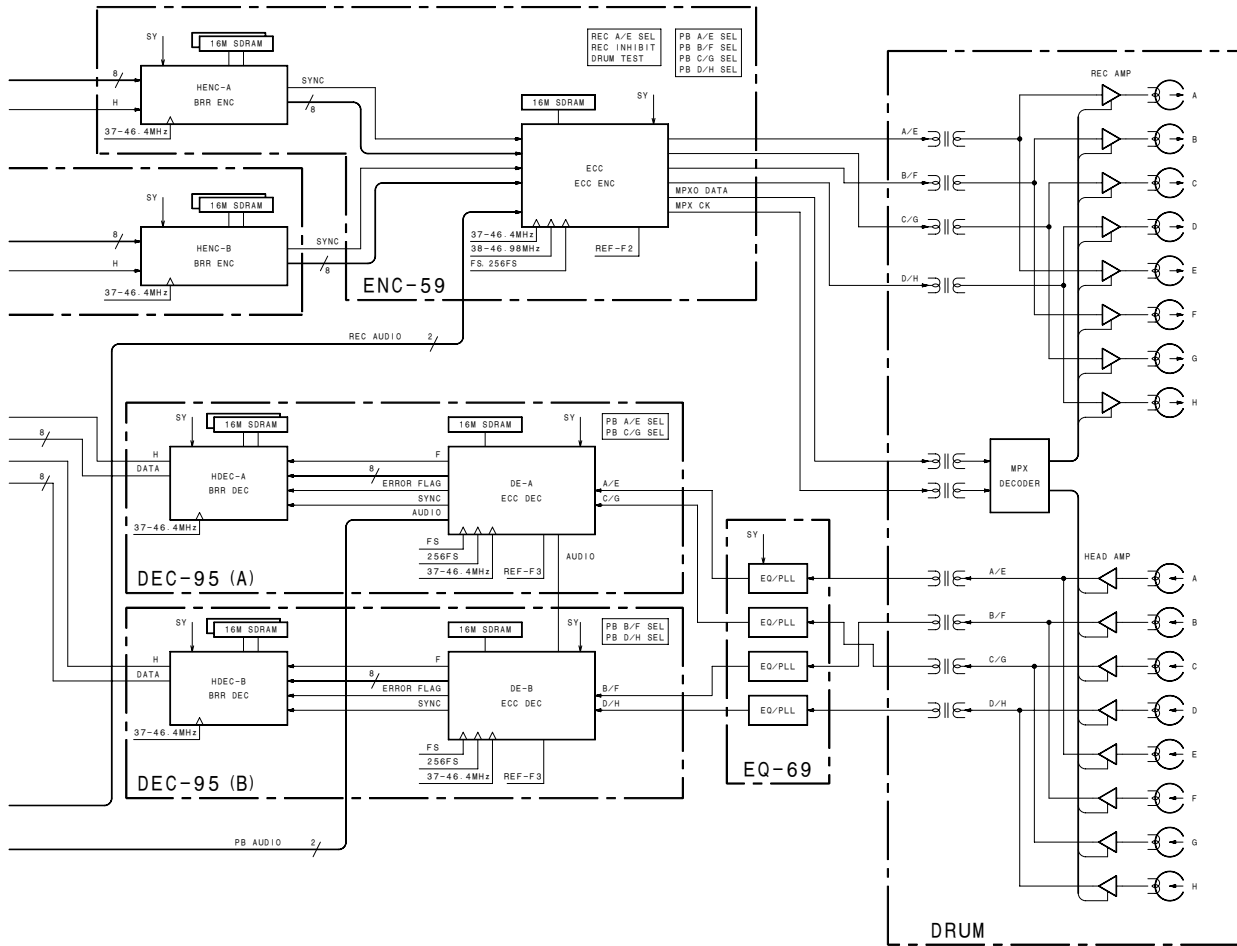 SY
16M SDRAM
8
HENC-A
BRR ENC
H
37-46.4MHz
SYNC
8
REC A/E SEL
REC INHIBIT
DRUM TEST
PB A/E SEL
PB B/F SEL
PB C/G SEL
PB D/H SEL
16M SDRAM
SY
ECC
ECC ENC
MPXO DATA
MPX CK
37-46.4MHz
38-46.98MHz
FS.256FS
REF-F2
SY
16M SDRAM
8
HENC-B
BRR ENC
H
37-46.4MHz
SYNC
8
ENC-59
REC AUDIO
2
A/E
B/F
C/G
D/H
REC AMP
A
B
C
D
E
F
G
H
MPX
DECODER
SY
16M SDRAM
8
8
H
DATA
HDEC-A
BRR DEC
37-46.4MHz
F
8
ERROR FLAG
SYNC
AUDIO
16M SDRAM
SY
PB A/E SEL
PB C/G SEL
DE-A
ECC DEC
A/E
C/G
FS
256FS
37-46.4MHz
REF-F3
AUDIO
DEC-95 (A)
SY
16M SDRAM
H
DATA
HDEC-B
BRR DEC
37-46.4MHz
F
8
ERROR FLAG
SYNC
16M SDRAM
SY
PB B/F SEL
PB D/H SEL
DE-B
ECC DEC
B/F
D/H
FS
256FS
37-46.4MHz
REF-F3
DEC-95 (B)
PB AUDIO
2
SY
EQ/PLL
EQ/PLL
EQ/PLL
EQ/PLL
EQ-69
A/E
B/F
C/G
D/H
HEAD AMP
A
B
C
D
E
F
G
H
DRUM